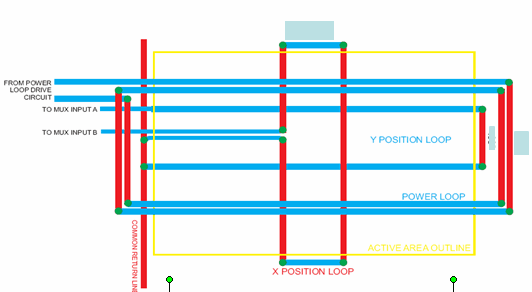 FROM POWER
LOOP DRIVE
CIRCUIT
TO MUX INPUT A
TO MUX INPUT B
Y POSITION LOOP
POWER LOOP
ACTIVE AREA OUTLINE
X POSITION LOOP
COMMON RETURN LINE